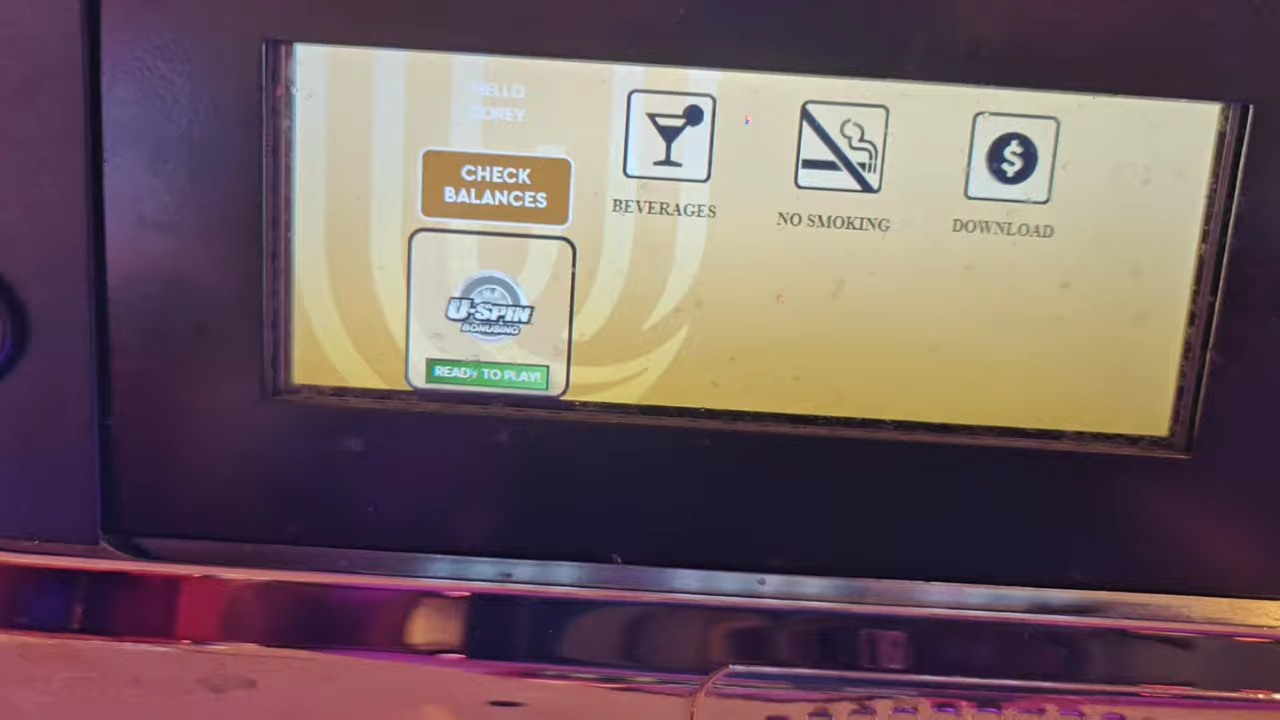 HELLO
COREY
CHECK
BALANCES
BEVERAGES
NO SMOKING
DOWNLOAD
$
U-SPIN
BONUSING
READY TO PLAY!